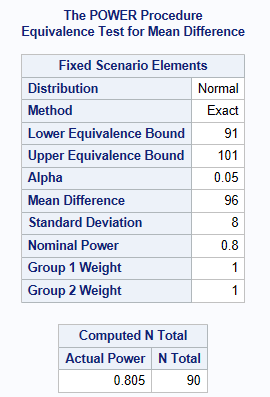 The POWER Procedure
Equivalence Test for Mean Difference
Fixed Scenario Elements
Distribution Normal
Method Exact
Lower Equivalence Bound 91
Upper Equivalence Bound 101
Alpha 0.05
Mean Difference 96
Standard Deviation 8
Nominal Power 0.8
Group 1 Weight 1
Group 2 Weight 1
Computed N Total
Actual Power N Total
0.805 90